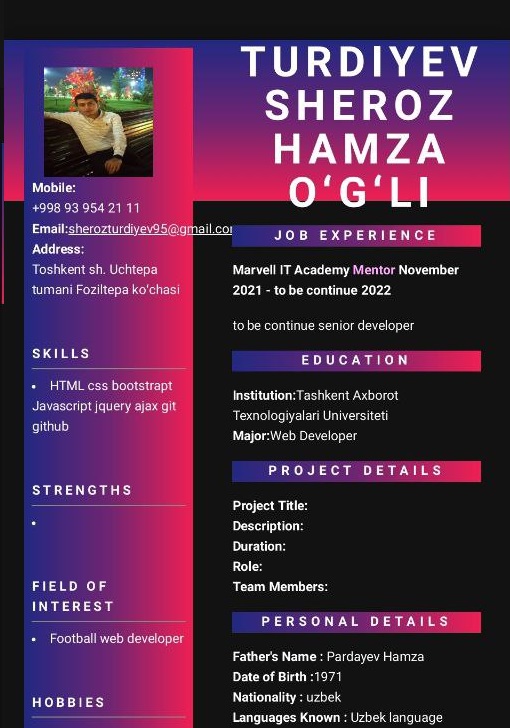 TURDIYEV
SHEROZ
HAMZA
O‘G‘LI
Mobile:
+998 93 954 21 11
Email:sherozturdiyev95@gmail.com
Address:
Toshkent sh. Uchtepa
tumani Foziltepa ko‘chasi
SKILLS
• HTML css bootstrapt
Javascript jquery ajax git
github
STRENGTHS
•
FIELD OF
INTEREST
• Football web developer
HOBBIES
JOB EXPERIENCE
Marvell IT Academy Mentor November
2021 - to be continue 2022
to be continue senior developer
EDUCATION
Institution:Tashkent Axborot
Texnologiyalari Universiteti
Major:Web Developer
PROJECT DETAILS
Project Title:
Description:
Duration:
Role:
Team Members:
PERSONAL DETAILS
Father's Name : Pardayev Hamza
Date of Birth :1971
Nationality : uzbek
Languages Known : Uzbek language